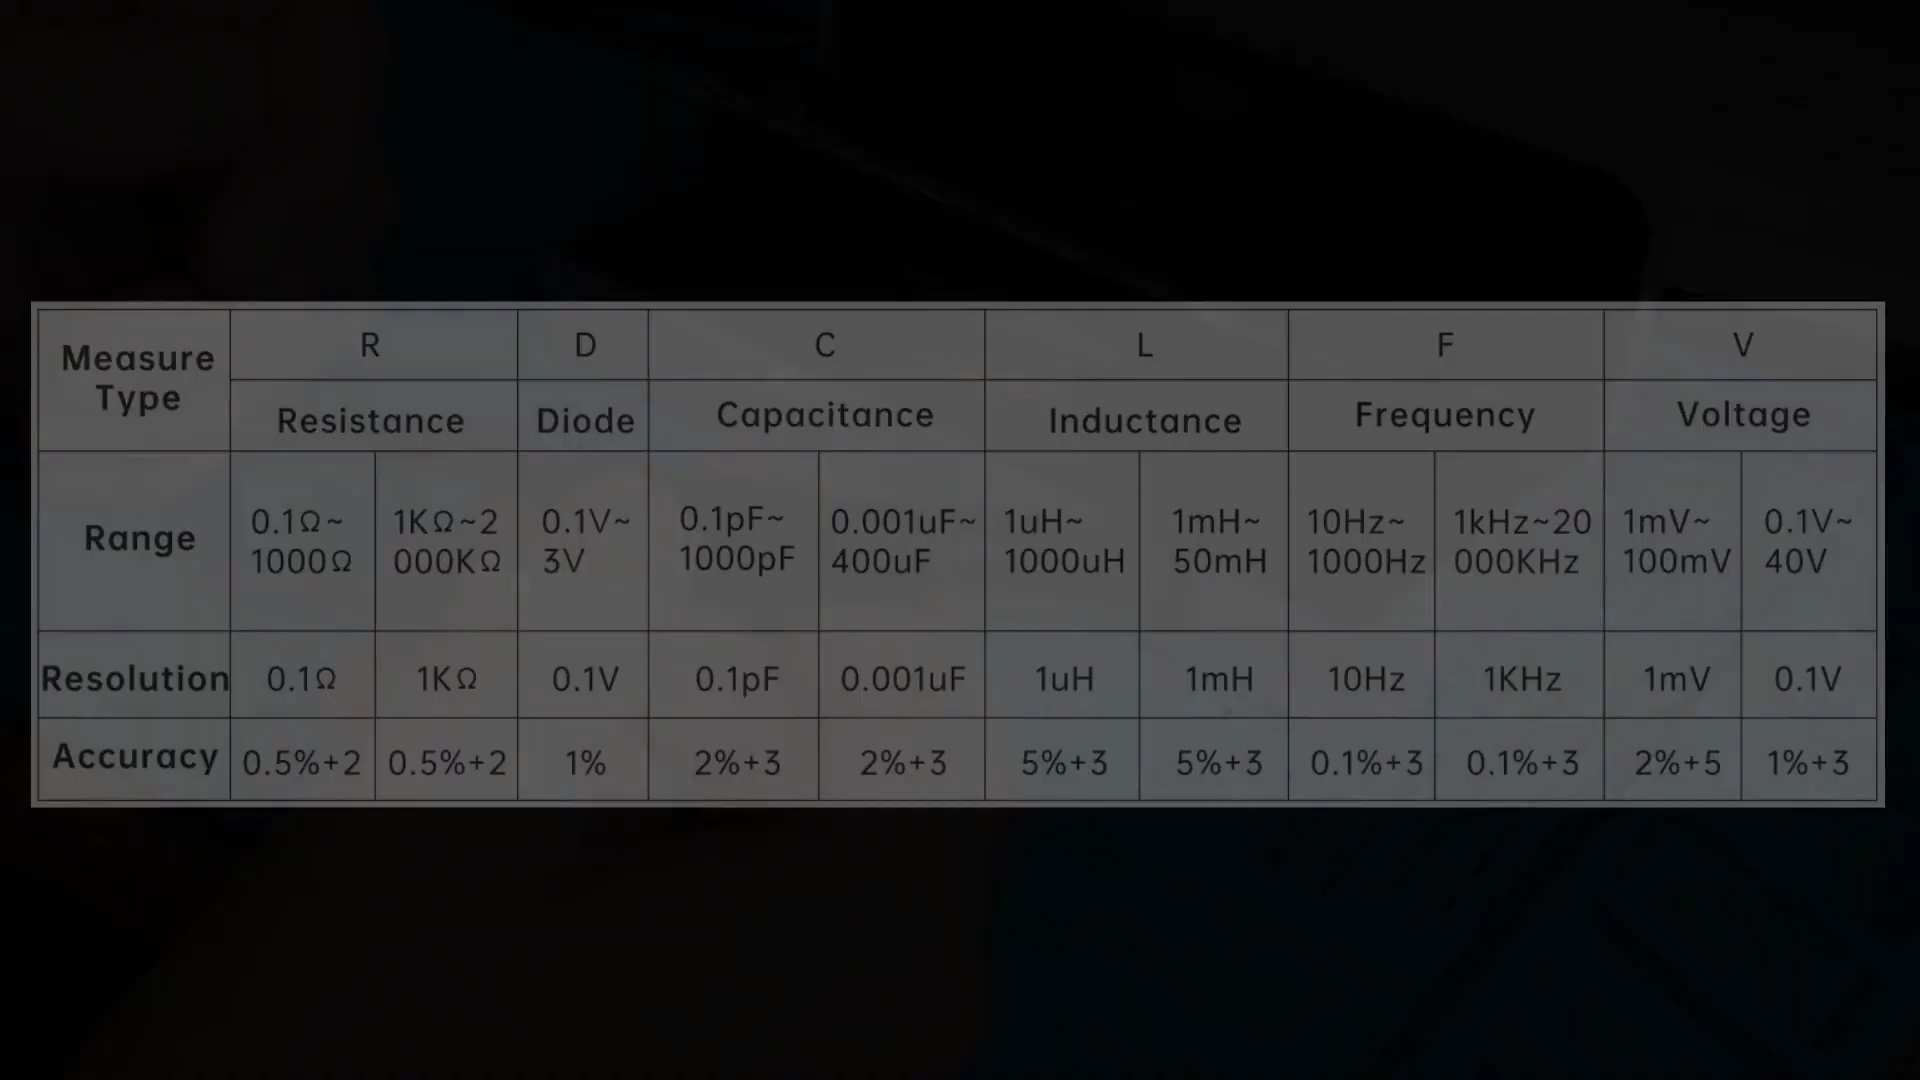 Measure Type R D C L F V
Resistance Diode Capacitance Inductance Frequency Voltage
Range 0.1Ω~ 1000Ω 1KΩ~2 000KΩ 0.1V~ 3V 0.1pF~ 1000pF 0.001uF~ 400uF 1uH~ 1000uH 1mH~ 50mH 10Hz~ 1000Hz 1kHz~20 000KHz 1mV~ 100mV 0.1V~ 40V
Resolution 0.1Ω 1KΩ 0.1V 0.1pF 0.001uF 1uH 1mH 10Hz 1KHz 1mV 0.1V
Accuracy 0.5%+2 0.5%+2 1% 2%+3 2%+3 5%+3 5%+3 0.1%+3 0.1%+3 2%+5 1%+3